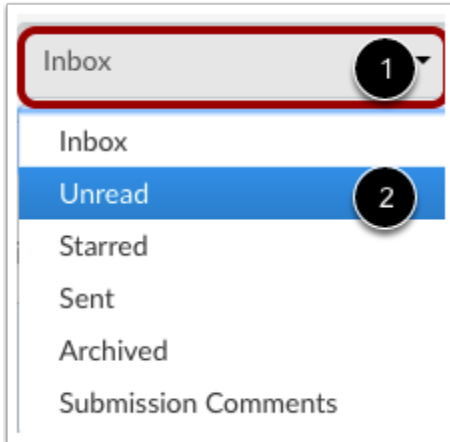 Inbox 1
Inbox
Unread 2
Starred
Sent
Archived
Submission Comments